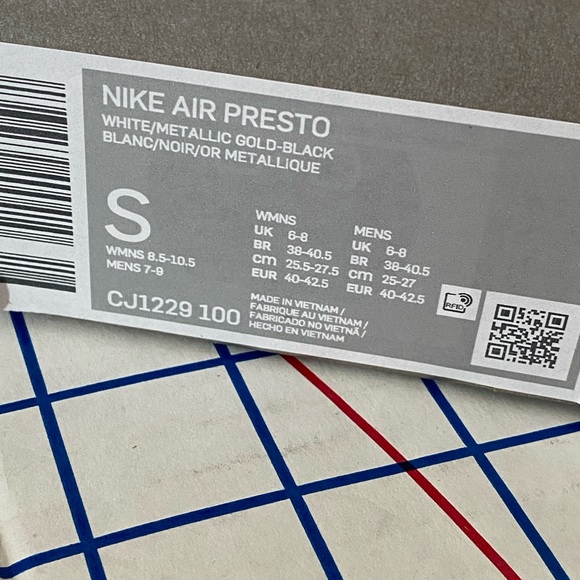 NIKE AIR PRESTO
WHITE/METALLIC GOLD-BLACK
BLANC/NOIR/OR METALLIQUE
S
WMNS 8.5-10.5
MENS 7-9
WMNS
UK 6-8
BR 38-40.5
cm 25.5-27.5
EUR 40-42.5
MENS
UK 6-8
BR 38-40.5
cm 25-27
EUR 40-42.5
CJ1229 100
MADE IN VIETNAM /
FABRIQUE AU VIETNAM /
FABRICADO NO VIETNÃ /
HECHO EN VIETNAM
RFID